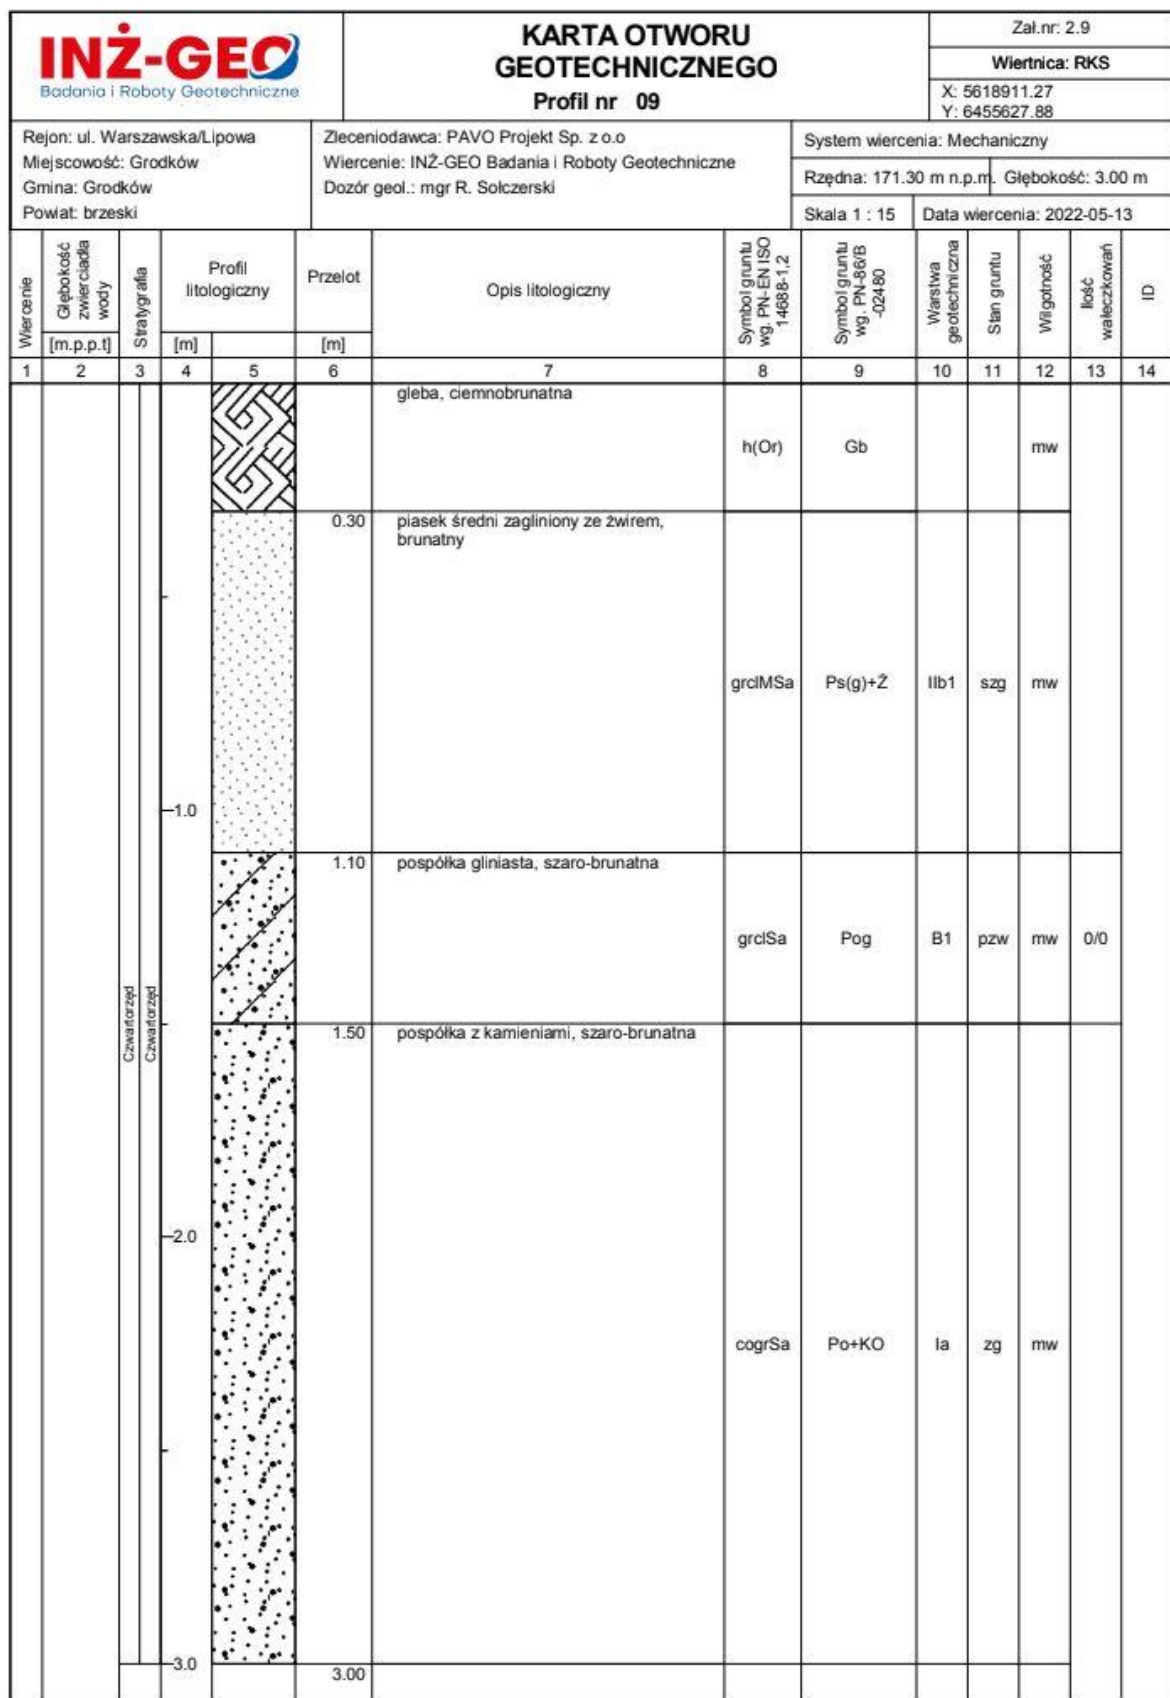 INŻ-GEO
Badania i Roboty Geotechniczne
KARTA OTWORU
GEOTECHNICZNEGO
Profil nr 09
Zał.nr: 2.9
Wiertnica: RKS
X: 5618911.27
Y: 6455627.88
Rejon: ul. Warszawska/Lipowa
Miejscowość: Grodków
Gmina: Grodków
Powiat: brzeski
Zleceniodawca: PAVO Projekt Sp. z o.o
Wiercenie: INŻ-GEO Badania i Roboty Geotechniczne
Dozór geol.: mgr R. Sołczerski
System wiercenia: Mechaniczny
Rzędna: 171.30 m n.p.m. Głębokość: 3.00 m
Skala 1 : 15 Data wiercenia: 2022-05-13
Wiercenie
Głębokość
zwierciadła
wody
[m.p.p.t]
Stratygrafia
Profil
litologiczny
[m]
Przelot
[m]
Opis litologiczny
Symbol gruntu
wg. PN-EN ISO
14688-1,2
Symbol gruntu
wg. PN-86/B
-02480
Warstwa
geotechniczna
Stan gruntu
Wilgotność
Ilość
wałeczkowań
ID
1 2 3 4 5 6 7 8 9 10 11 12 13 14
gleba, ciemnobrunatna
h(Or) Gb mw
0.30 piasek średni zagliniony ze żwirem,
brunatny
grclMSa Ps(g)+Ż IIb1 szg mw
1.0
1.10 pospółka gliniasta, szaro-brunatna
grclSa Pog B1 pzw mw 0/0
Czwartorzęd
Czwartorzęd
1.50 pospółka z kamieniami, szaro-brunatna
2.0
cogrSa Po+KO Ia zg mw
3.0
3.00